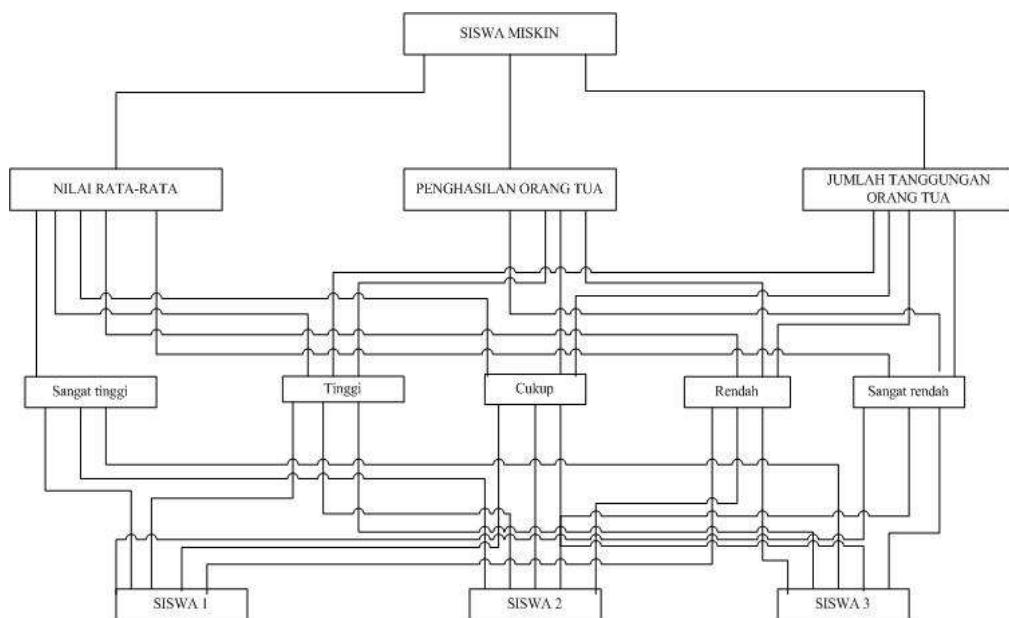 SISWA MISKIN
NILAI RATA-RATA
PENGHASILAN ORANG TUA
JUMLAH TANGGUNGAN
ORANG TUA
Sangat tinggi
Tinggi
Cukup
Rendah
Sangat rendah
SISWA 1
SISWA 2
SISWA 3